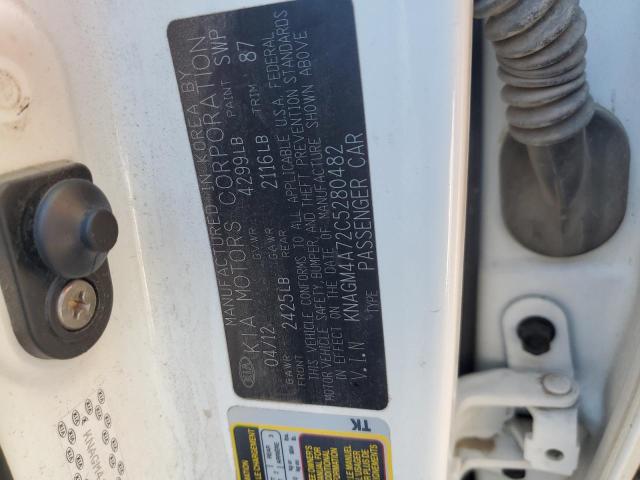 MANUFACTURED IN KOREA BY
KIA KIA MOTORS CORPORATION
04/12 GVWR 4299LB PAINT SWP
GAWR FRONT 2425LB GAWR REAR 2116LB TRIM 87
THIS VEHICLE CONFORMS TO ALL APPLICABLE U.S.A. FEDERAL
MOTOR VEHICLE SAFETY, BUMPER, AND THEFT PREVENTION STANDARDS
IN EFFECT ON THE DATE OF MANUFACTURE SHOWN ABOVE
V.I.N KNAGM4A72C5280482
TYPE PASSENGER CAR
TK
KNAGM4